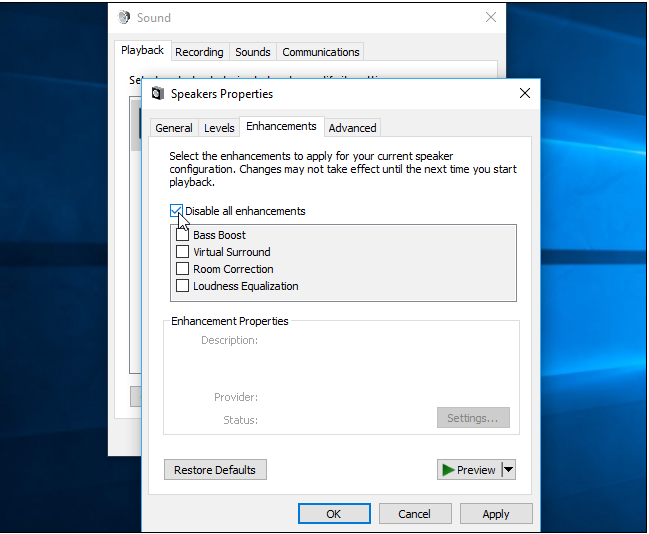 Sound
Playback
Recording
Sounds
Communications
Speakers Properties
General
Levels
Enhancements
Advanced
Select the enhancements to apply for your current speaker
configuration. Changes may not take effect until the next time you start
playback.
Disable all enhancements
Bass Boost
Virtual Surround
Room Correction
Loudness Equalization
Enhancement Properties
Description:
Provider:
Status:
Settings...
Restore Defaults
Preview
OK
Cancel
Apply